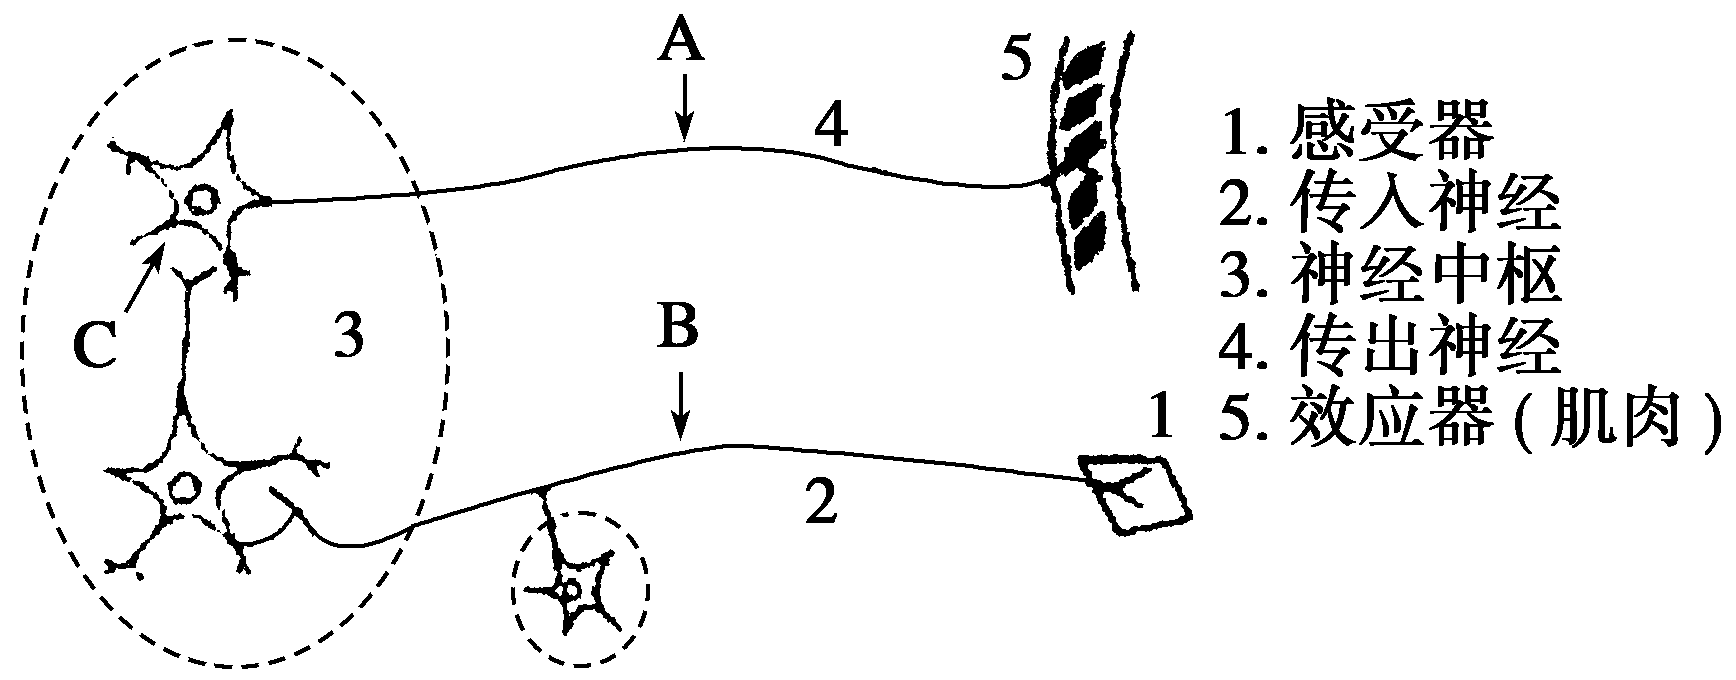 A
5
4
C
3
B
1
2
1. 感受器
2. 传入神经
3. 神经中枢
4. 传出神经
5. 效应器(肌肉)